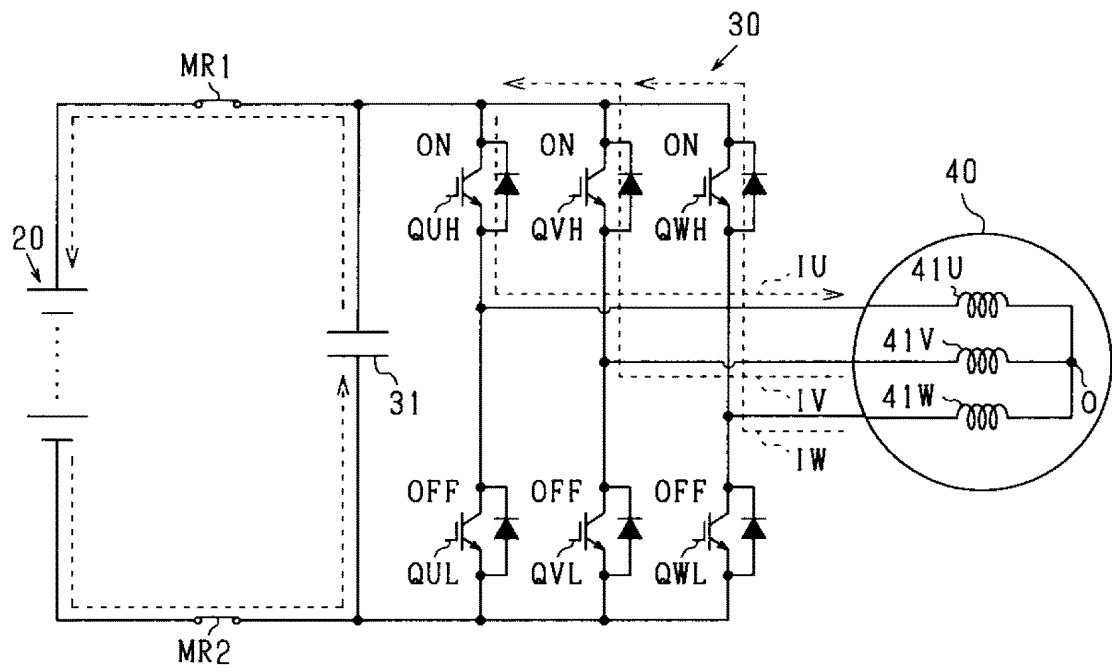 30
MR1
ON ON ON
40
QUH QVH QWH
20
IU
41U
41V
31
IV
41W
O
IW
OFF OFF OFF
QUL QVL QWL
MR2